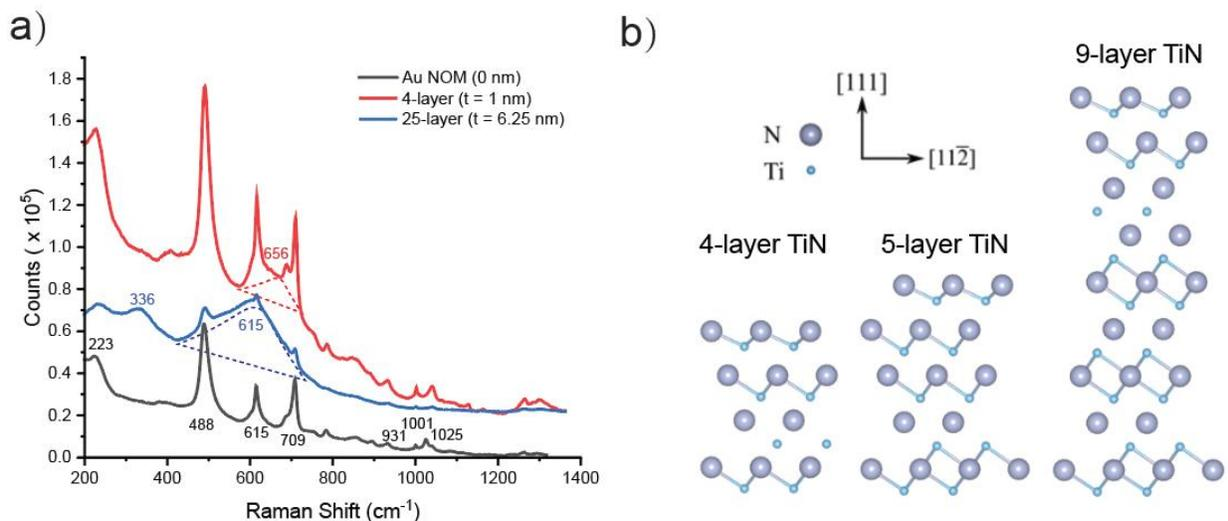 a)
Au NOM (0 nm)
4-layer (t = 1 nm)
25-layer (t = 6.25 nm)
1.8
1.6
1.4
1.2
1.0
0.8
0.6
0.4
0.2
0.0
Counts ( x 10⁵)
656
336
615
223
488
615
709
931
1001
1025
200
400
600
800
1000
1200
1400
Raman Shift (cm⁻¹)
b)
[111]
[112̅]
N
Ti
4-layer TiN
5-layer TiN
9-layer TiN